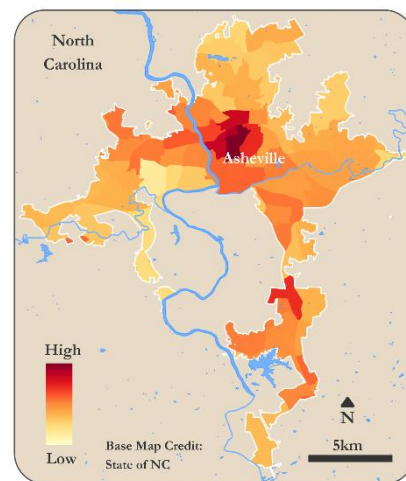 North
Carolina
Asheville
High
Low
Base Map Credit:
State of NC
N
5km